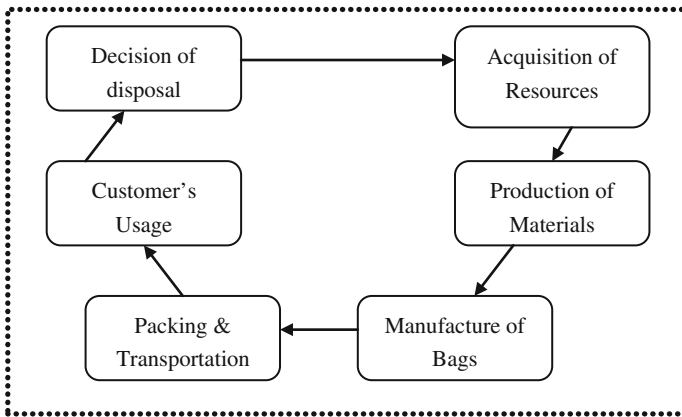 Decision of
disposal
Acquisition of
Resources
Customer’s
Usage
Production of
Materials
Packing &
Transportation
Manufacture of
Bags